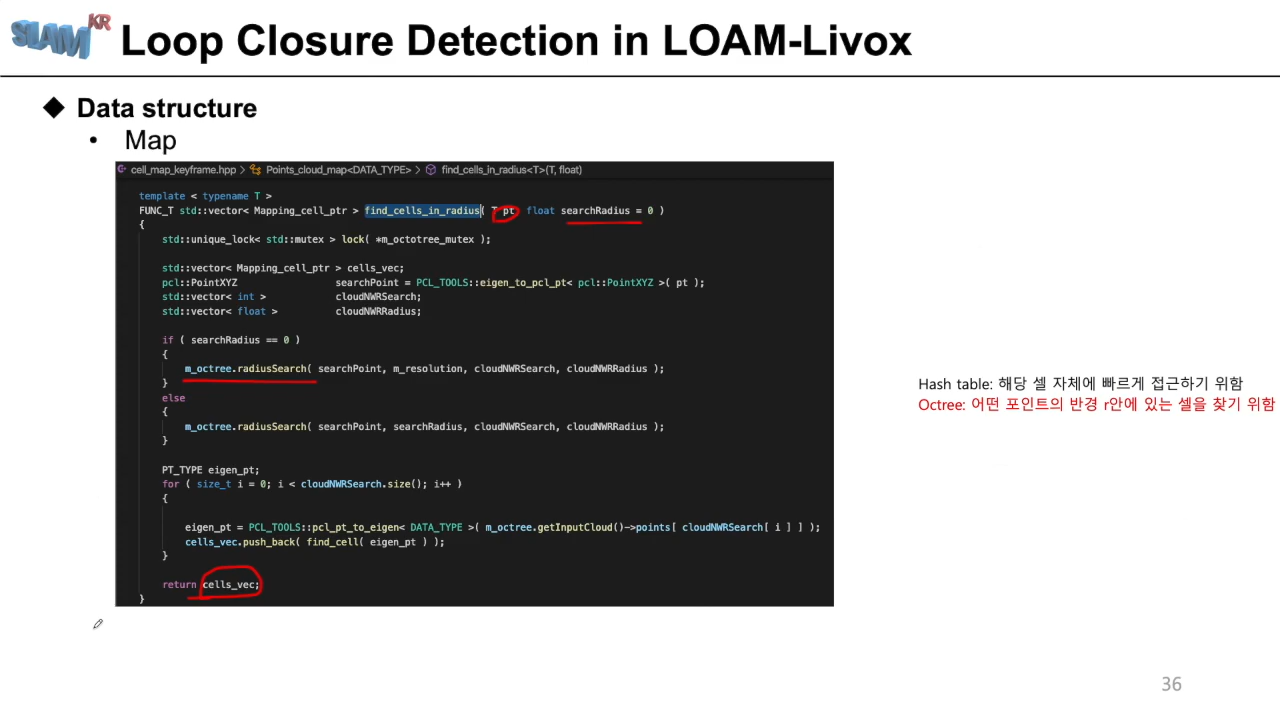 SLAM KR
Loop Closure Detection in LOAM-Livox
◆ Data structure
• Map
cell_map_keyframe.hpp > Points_cloud_map<DATA_TYPE> > find_cells_in_radius<T>(T, float)
template < typename T >
FUNC_T std::vector< Mapping_cell_ptr > find_cells_in_radius( T pt, float searchRadius = 0 )
{
std::unique_lock< std::mutex > lock( *m_octotree_mutex );
std::vector< Mapping_cell_ptr > cells_vec;
pcl::PointXYZ searchPoint = PCL_TOOLS::eigen_to_pcl_pt< pcl::PointXYZ >( pt );
std::vector< int > cloudNWRSearch;
std::vector< float > cloudNWRRadius;
if ( searchRadius == 0 )
{
m_octree.radiusSearch( searchPoint, m_resolution, cloudNWRSearch, cloudNWRRadius );
}
else
{
m_octree.radiusSearch( searchPoint, searchRadius, cloudNWRSearch, cloudNWRRadius );
}
PT_TYPE eigen_pt;
for ( size_t i = 0; i < cloudNWRSearch.size(); i++ )
{
eigen_pt = PCL_TOOLS::pcl_pt_to_eigen< DATA_TYPE >( m_octree.getInputCloud()->points[ cloudNWRSearch[ i ] ] );
cells_vec.push_back( find_cell( eigen_pt ) );
}
return cells_vec;
}
Hash table: 해당 셀 자체에 빠르게 접근하기 위함
Octree: 어떤 포인트의 반경 r안에 있는 셀을 찾기 위함
36